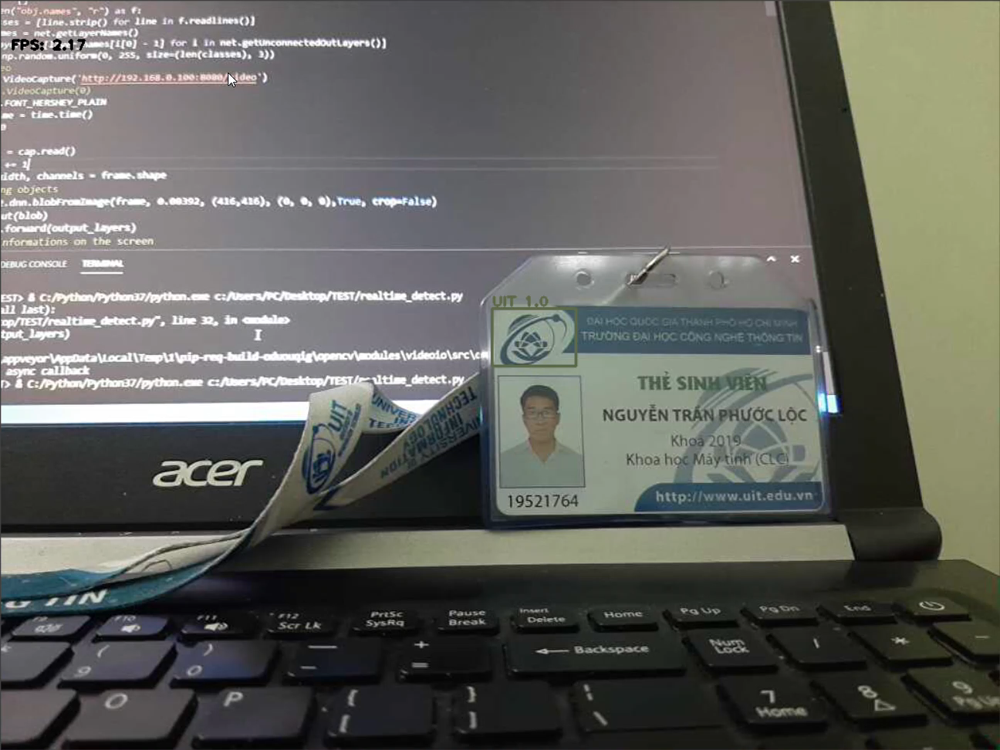 en("obj.names", "r") as f:
ses = [line.strip() for line in f.readlines()]
mes = net.getLayerNames()
names[i[0] - 1] for i in net.getUnconnectedOutLayers()]
FPS: 2.17
np.random.uniform(0, 255, size=(len(classes), 3))
eo
VideoCapture('http://192.168.0.100:8080/video')
.VideoCapture(0)
.FONT_HERSHEY_PLAIN
me = time.time()
0
= cap.read()
+= 1
width, channels = frame.shape
ng objects
.dnn.blobFromImage(frame, 0.00392, (416,416), (0, 0, 0),True, crop=False)
ut(blob)
.forward(output_layers)
nformations on the screen
DEBUG CONSOLE TERMINAL
EST> & C:/Python/Python37/python.exe c:/Users/PC/Desktop/TEST/realtime_detect.py
all last):
op/TEST/realtime_detect.py", line 32, in <module>
tput_layers)
appveyor\AppData\Local\Temp\1\pip-req-build-oduouqig\opencv\modules\videoio\src\c
async callback
T> & C:/Python/Python37/python.exe c:/Users/PC/Desktop/TEST/realtime_detect.py
UIT 1.0
ĐẠI HỌC QUỐC GIA THÀNH PHỐ HỒ CHÍ MINH
TRƯỜNG ĐẠI HỌC CÔNG NGHỆ THÔNG TIN
THẺ SINH VIÊN
NGUYỄN TRẦN PHƯỚC LỘC
Khoá 2019
Khoa học Máy tính (CLC)
19521764
http://www.uit.edu.vn
UIT
UNIVER
IN
TE
UNIVERSITY OF
INFORMATION
TECHNOLOGY
acer
G TIN
F9
F10
F11
F12
Scr Lk
PrtSc
SysRq
Pause
Break
Insert
Delete
Home
Pg Up
Pg Dn
End
( 9
) 0
— -
+ =
Backspace
Num
Lock
/
*
-
O
P
{ [
} ]
| \
7
Home
8
9
Pg Up